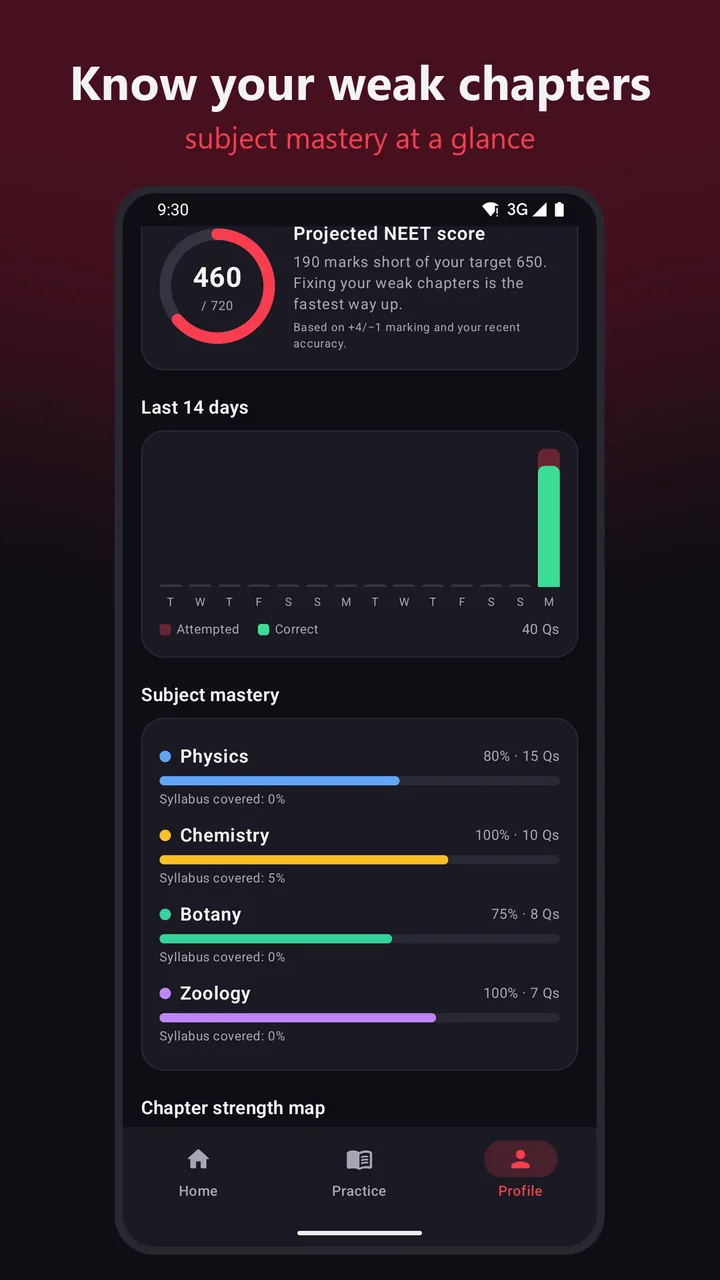 Know your weak chapters
subject mastery at a glance
9:30
3G
460
/ 720
Projected NEET score
190 marks short of your target 650.
Fixing your weak chapters is the
fastest way up.
Based on +4/−1 marking and your recent
accuracy.
Last 14 days
T W T F S S M T W T F S S M
Attempted Correct 40 Qs
Subject mastery
Physics 80% · 15 Qs
Syllabus covered: 0%
Chemistry 100% · 10 Qs
Syllabus covered: 5%
Botany 75% · 8 Qs
Syllabus covered: 0%
Zoology 100% · 7 Qs
Syllabus covered: 0%
Chapter strength map
Home Practice Profile